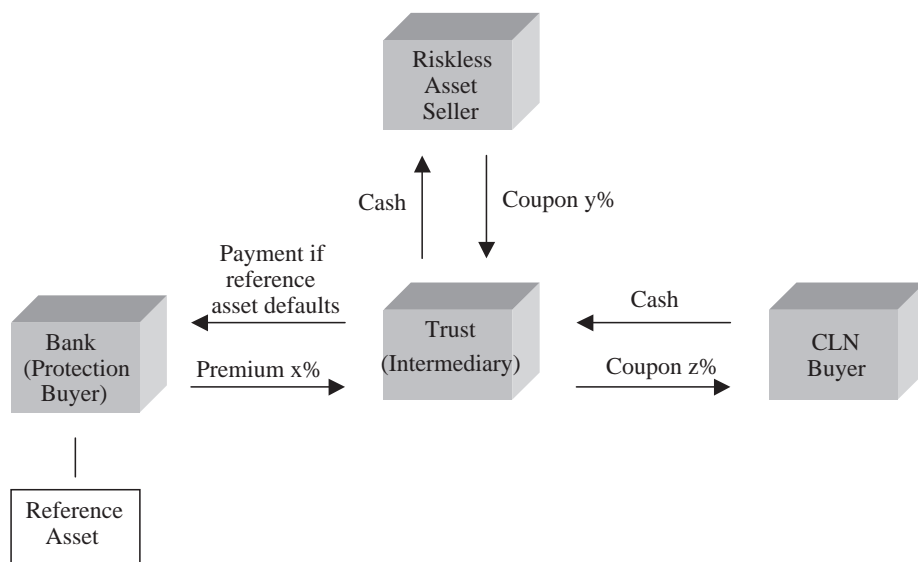 Riskless
Asset
Seller
Cash
Coupon y%
Payment if
reference
asset defaults
Bank
(Protection
Buyer)
Premium x%
Trust
(Intermediary)
Cash
Coupon z%
CLN
Buyer
Reference
Asset